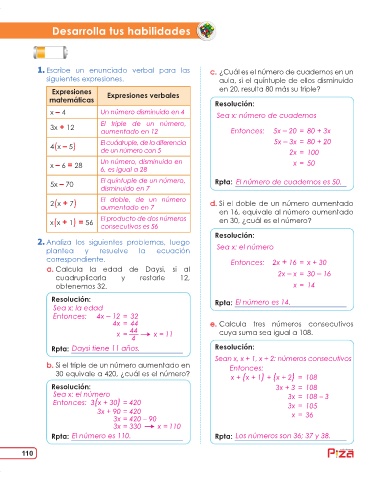 Desarrolla tus habilidades
1. Escribe un enunciado verbal para las
siguientes expresiones.
Expresiones
matemáticas
Expresiones verbales
x – 4
Un número disminuido en 4
3x + 12
El triple de un número,
aumentado en 12
4(x – 5)
El cuádruple, de la diferencia
de un número con 5
x – 6 = 28
Un número, disminuido en
6, es igual a 28
5x – 70
El quíntuple de un número,
disminuido en 7
2(x + 7)
El doble, de un número
aumentado en 7
x(x + 1) = 56
El producto de dos números
consecutivos es 56
2. Analiza los siguientes problemas, luego
plantea y resuelve la ecuación
correspondiente.
a. Calcula la edad de Daysi, si al
cuadruplicarla y restarle 12,
obtenemos 32.
Resolución:
Sea x: la edad
Entonces: 4x – 12 = 32
4x = 44
x = 44/4 → x = 11
Rpta: Daysi tiene 11 años.
b. Si el triple de un número aumentado en
30 equivale a 420, ¿cuál es el número?
Resolución:
Sea x: el número
Entonces: 3(x + 30) = 420
3x + 90 = 420
3x = 420 – 90
3x = 330 → x = 110
Rpta: El número es 110.
c. ¿Cuál es el número de cuadernos en un
aula, si el quíntuple de ellos disminuido
en 20, resulta 80 más su triple?
Resolución:
Sea x: número de cuadernos
Entonces: 5x – 20 = 80 + 3x
5x – 3x = 80 + 20
2x = 100
x = 50
Rpta: El número de cuadernos es 50.
d. Si el doble de un número aumentado
en 16, equivale al número aumentado
en 30, ¿cuál es el número?
Resolución:
Sea x: el número
Entonces: 2x + 16 = x + 30
2x – x = 30 – 16
x = 14
Rpta: El número es 14.
e. Calcula tres números consecutivos
cuya suma sea igual a 108.
Resolución:
Sean x, x + 1, x + 2: números consecutivos
Entonces:
x + (x + 1) + (x + 2) = 108
3x + 3 = 108
3x = 108 – 3
3x = 105
x = 36
Rpta: Los números son 36; 37 y 38.
110